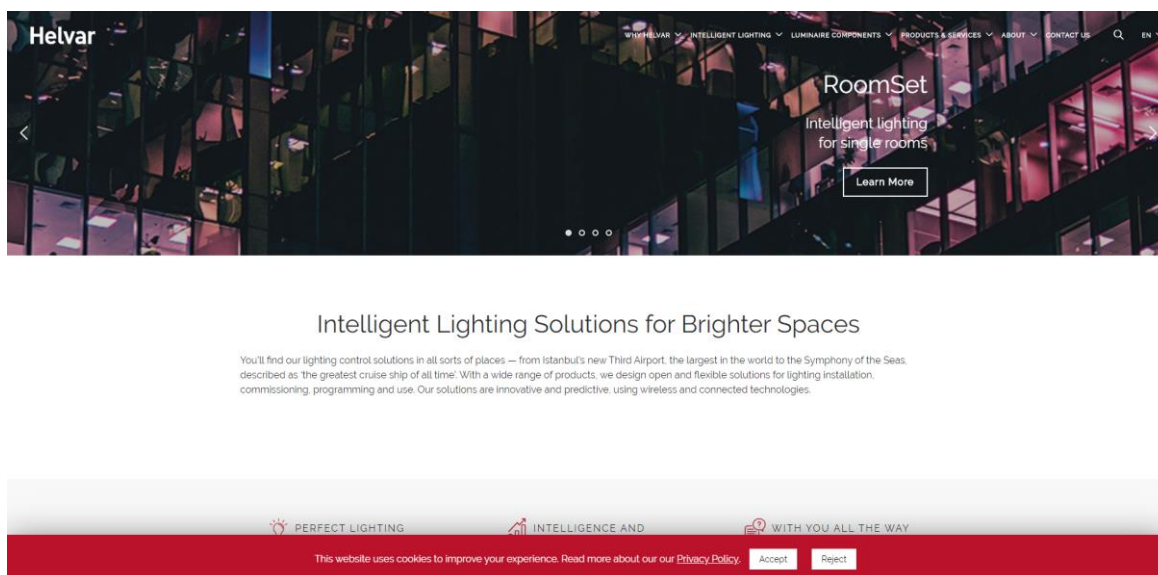 Helvar
WHY HELVAR
INTELLIGENT LIGHTING
LUMINAIRE COMPONENTS
PRODUCTS & SERVICES
ABOUT
CONTACT US
EN
RoomSet
Intelligent lighting
for single rooms
Learn More
Intelligent Lighting Solutions for Brighter Spaces
You'll find our lighting control solutions in all sorts of places — from Istanbul's new Third Airport, the largest in the world to the Symphony of the Seas,
described as 'the greatest cruise ship of all time'. With a wide range of products, we design open and flexible solutions for lighting installation,
commissioning, programming and use. Our solutions are innovative and predictive, using wireless and connected technologies.
PERFECT LIGHTING
INTELLIGENCE AND
WITH YOU ALL THE WAY
This website uses cookies to improve your experience. Read more about our our Privacy Policy.
Accept
Reject